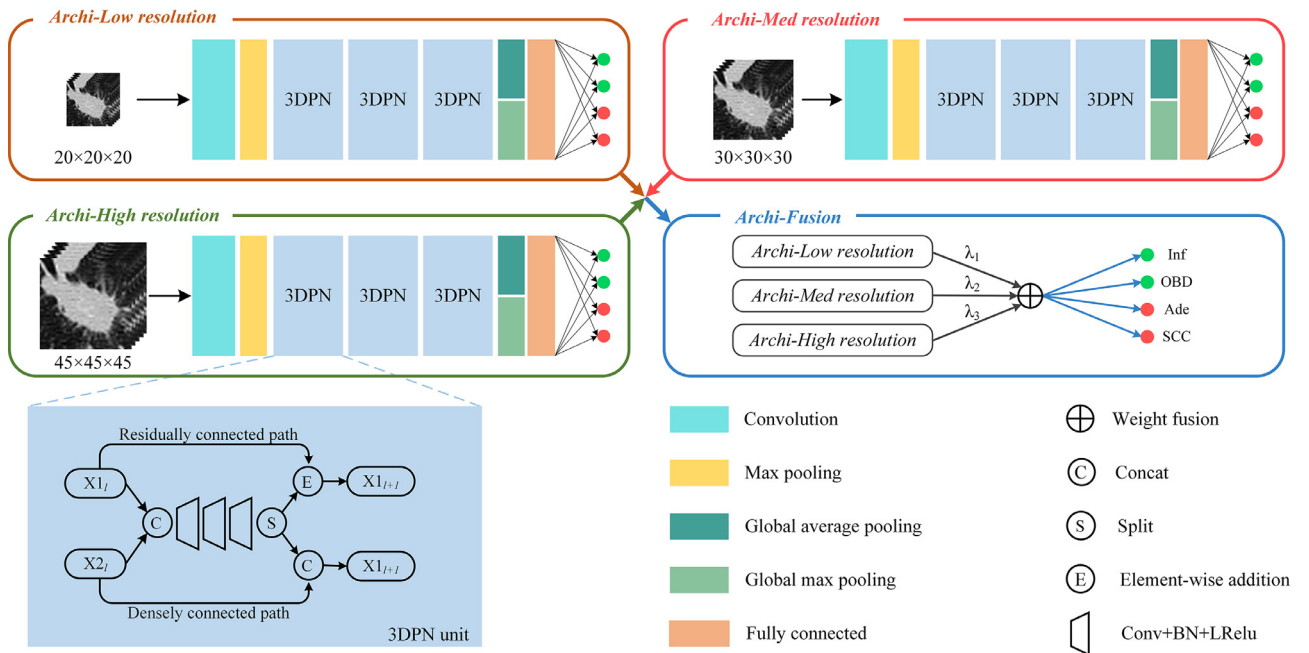 Archi-Low resolution
20×20×20
3DPN
3DPN
3DPN
Archi-Med resolution
30×30×30
3DPN
3DPN
3DPN
Archi-High resolution
45×45×45
3DPN
3DPN
3DPN
Archi-Fusion
Archi-Low resolution
Archi-Med resolution
Archi-High resolution
λ1
λ2
λ3
Inf
OBD
Ade
SCC
Residually connected path
X1l
X2l
C
S
E
C
X1l+1
X1l+1
Densely connected path
3DPN unit
Convolution
Max pooling
Global average pooling
Global max pooling
Fully connected
Weight fusion
C
Concat
S
Split
E
Element-wise addition
Conv+BN+LRelu